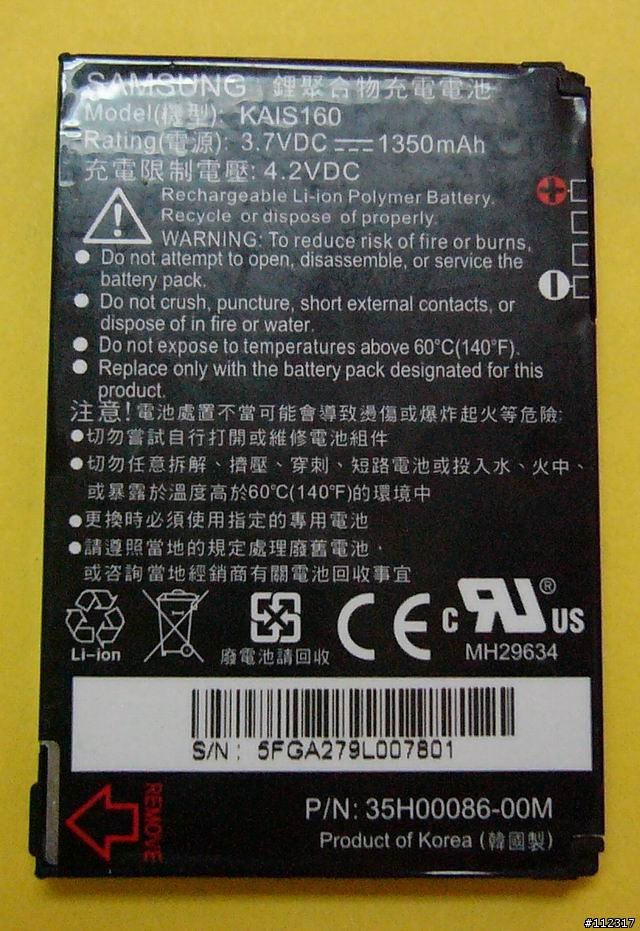 SAMSUNG 鋰聚合物充電電池
Model(機型): KAIS160
Rating(電源): 3.7VDC ⎓ 1350mAh
充電限制電壓: 4.2VDC
Rechargeable Li-ion Polymer Battery.
Recycle or dispose of properly.
WARNING: To reduce risk of fire or burns,
● Do not attempt to open, disassemble, or service the
battery pack.
● Do not crush, puncture, short external contacts, or
dispose of in fire or water.
● Do not expose to temperatures above 60°C(140°F).
● Replace only with the battery pack designated for this
product.
注意!電池處置不當可能會導致燙傷或爆炸起火等危險:
●切勿嘗試自行打開或維修電池組件
●切勿任意拆解、擠壓、穿刺、短路電池或投入水、火中、
或暴露於溫度高於60°C(140°F)的環境中
●更換時必須使用指定的專用電池
●請遵照當地的規定處理廢舊電池,
或咨詢當地經銷商有關電池回收事宜
Li-ion
廢電池請回收
CE
c RU ® US
MH29634
S/N: 5FGA279L007801
REMOVE
P/N: 35H00086-00M
Product of Korea (韓國製)
#112317